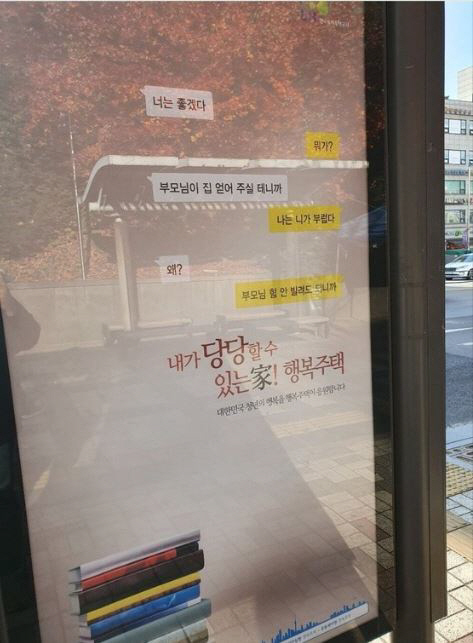 너는 좋겠다
뭐가?
부모님이 집 얻어 주실 테니까
나는 니가 부럽다
왜?
부모님 힘 안 빌려도 되니까
내가 당당할 수
있는 家! 행복주택
대한민국 청년의 행복을 행복주택이 응원합니다